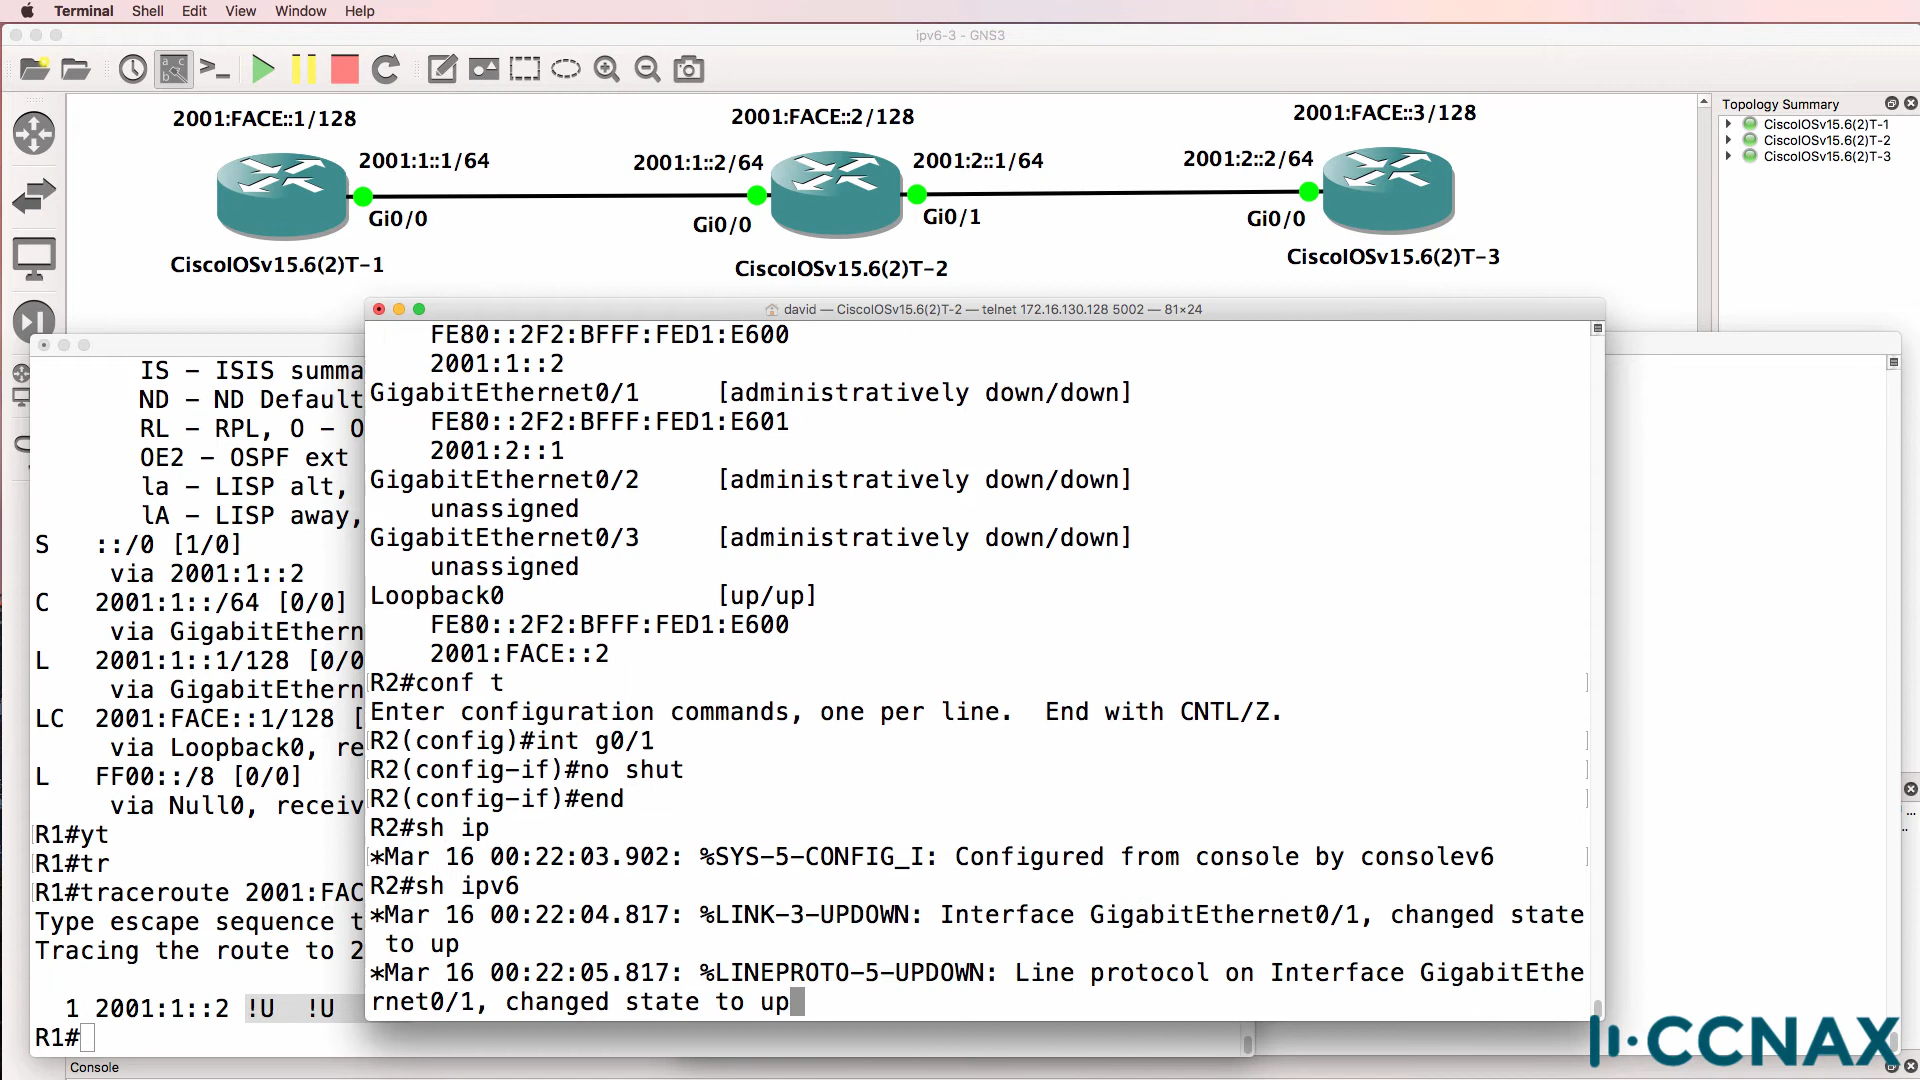 Terminal Shell Edit View Window Help
ipv6-3 - GNS3
2001:FACE::1/128
2001:FACE::2/128
2001:FACE::3/128
2001:1::1/64
2001:1::2/64
2001:2::1/64
2001:2::2/64
Gi0/0
Gi0/0
Gi0/1
Gi0/0
CiscoIOSv15.6(2)T-1
CiscoIOSv15.6(2)T-2
CiscoIOSv15.6(2)T-3
Topology Summary
CiscoIOSv15.6(2)T-1
CiscoIOSv15.6(2)T-2
CiscoIOSv15.6(2)T-3
IS - ISIS summa
ND - ND Default
RL - RPL, O - O
OE2 - OSPF ext
la - LISP alt,
lA - LISP away,
S ::/0 [1/0]
via 2001:1::2
C 2001:1::/64 [0/0]
via GigabitEthern
L 2001:1::1/128 [0/0
via GigabitEthern
LC 2001:FACE::1/128 [
via Loopback0, re
L FF00::/8 [0/0]
via Null0, receiv
R1#yt
R1#tr
R1#traceroute 2001:FAC
Type escape sequence t
Tracing the route to 2
1 2001:1::2 !U !U
R1#
david — CiscoIOSv15.6(2)T-2 — telnet 172.16.130.128 5002 — 81×24
FE80::2F2:BFFF:FED1:E600
2001:1::2
GigabitEthernet0/1 [administratively down/down]
FE80::2F2:BFFF:FED1:E601
2001:2::1
GigabitEthernet0/2 [administratively down/down]
unassigned
GigabitEthernet0/3 [administratively down/down]
unassigned
Loopback0 [up/up]
FE80::2F2:BFFF:FED1:E600
2001:FACE::2
R2#conf t
Enter configuration commands, one per line. End with CNTL/Z.
R2(config)#int g0/1
R2(config-if)#no shut
R2(config-if)#end
R2#sh ip
*Mar 16 00:22:03.902: %SYS-5-CONFIG_I: Configured from console by consolev6
R2#sh ipv6
*Mar 16 00:22:04.817: %LINK-3-UPDOWN: Interface GigabitEthernet0/1, changed state
to up
*Mar 16 00:22:05.817: %LINEPROTO-5-UPDOWN: Line protocol on Interface GigabitEthe
rnet0/1, changed state to up
Console
CCNAX